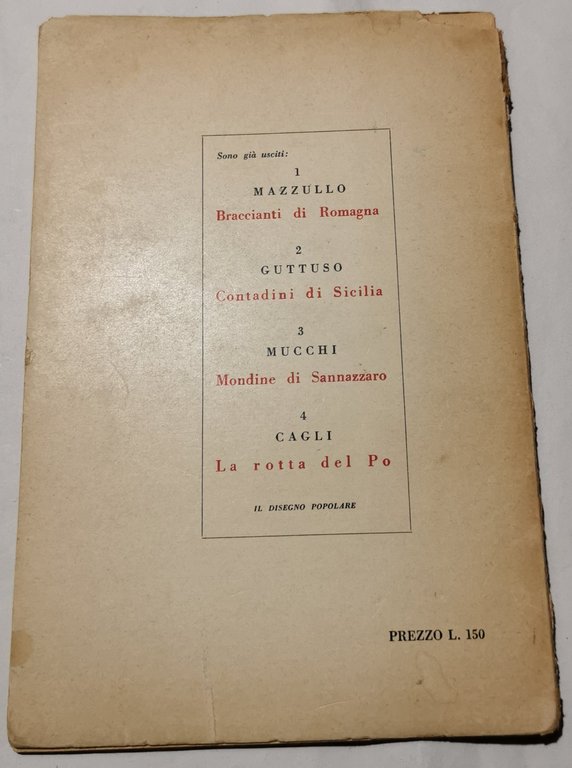 Sono già usciti:
1
MAZZULLO
Braccianti di Romagna
2
GUTTUSO
Contadini di Sicilia
3
MUCCHI
Mondine di Sannazzaro
4
CAGLI
La rotta del Po
IL DISEGNO POPOLARE
PREZZO L. 150